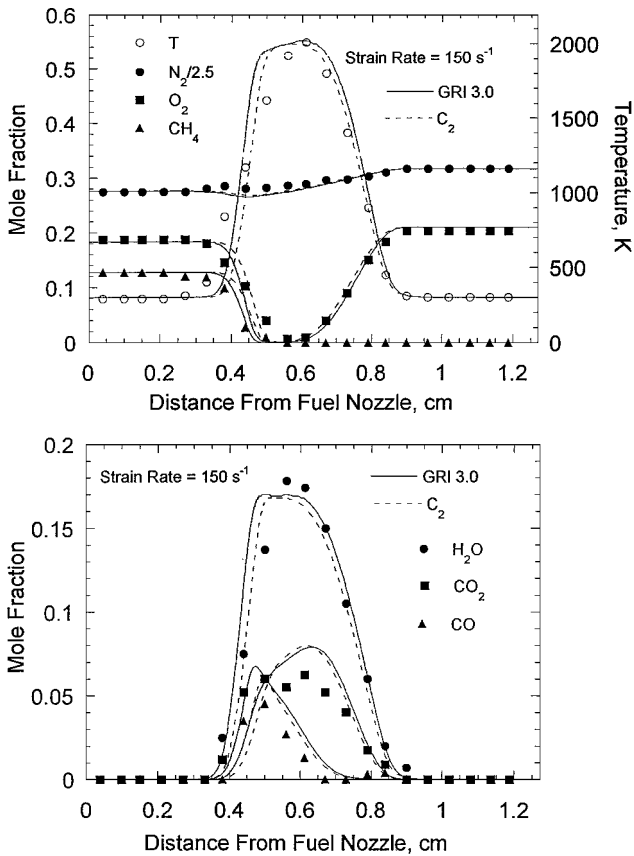 0.6
0.5
0.4
0.3
0.2
0.1
0
Mole Fraction
T
N₂/2.5
O₂
CH₄
Strain Rate = 150 s⁻¹
GRI 3.0
C₂
2000
1500
1000
500
0
Temperature, K
0 0.2 0.4 0.6 0.8 1 1.2
Distance From Fuel Nozzle, cm
0.2
0.15
0.1
0.05
0
Mole Fraction
Strain Rate = 150 s⁻¹
GRI 3.0
C₂
H₂O
CO₂
CO
0 0.2 0.4 0.6 0.8 1 1.2
Distance From Fuel Nozzle, cm